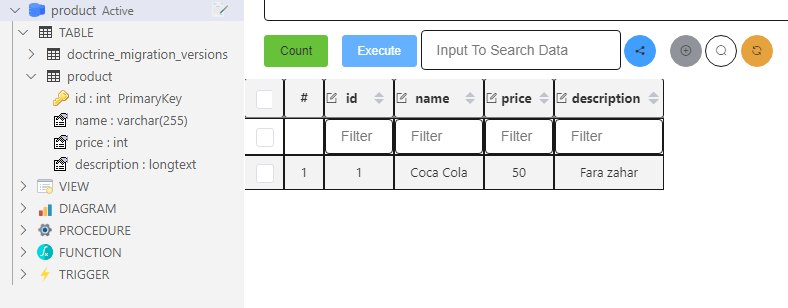 product Active
TABLE
doctrine_migration_versions
product
id : int PrimaryKey
name : varchar(255)
price : int
description : longtext
VIEW
DIAGRAM
PROCEDURE
FUNCTION
TRIGGER
Count Execute Input To Search Data
# id name price description
Filter Filter Filter Filter
1 1 Coca Cola 50 Fara zahar